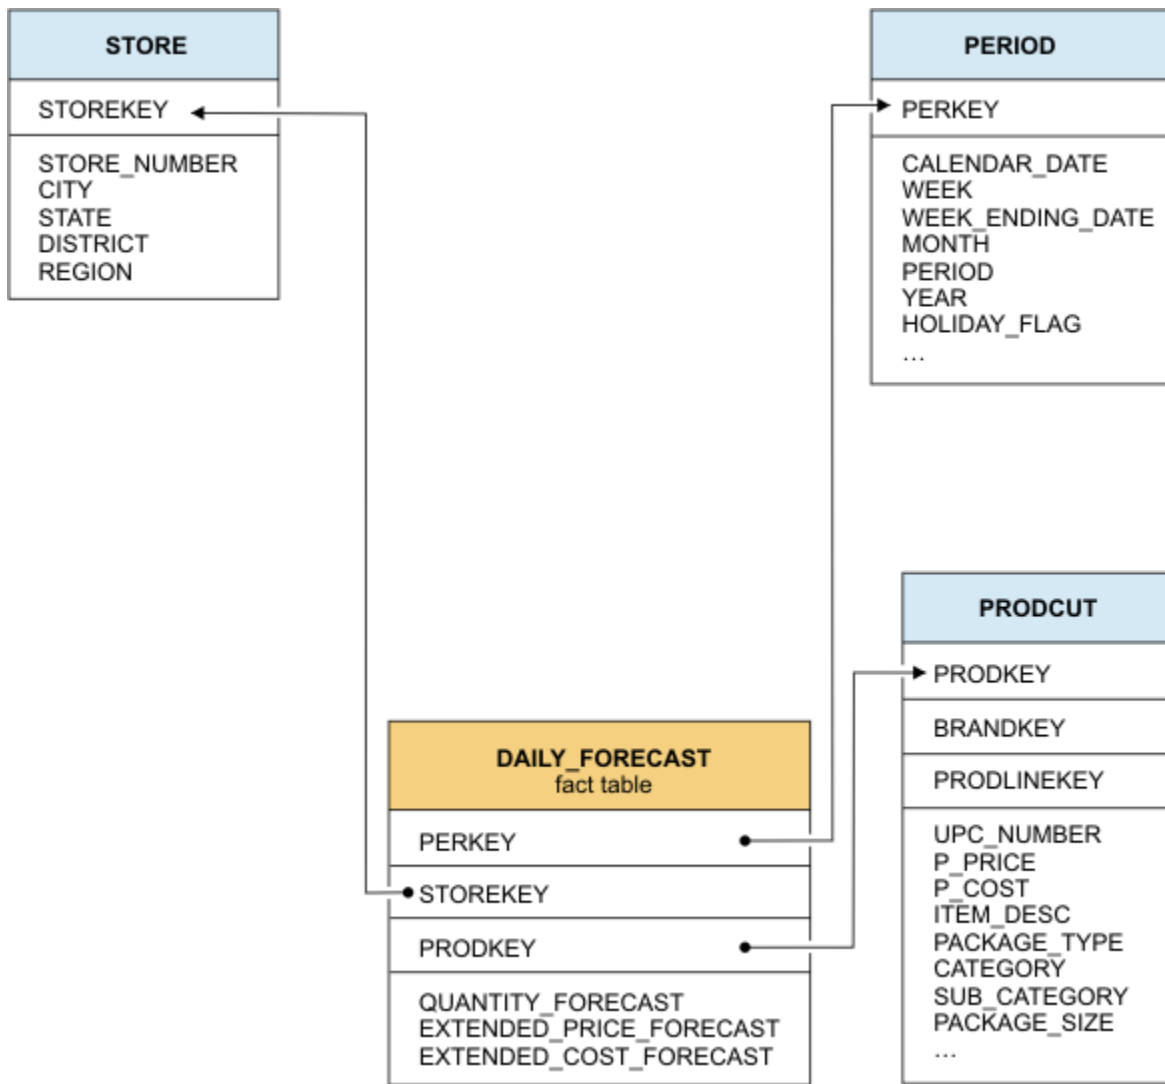 STORE
STOREKEY
STORE_NUMBER
CITY
STATE
DISTRICT
REGION
PERIOD
PERKEY
CALENDAR_DATE
WEEK
WEEK_ENDING_DATE
MONTH
PERIOD
YEAR
HOLIDAY_FLAG
…
PRODCUT
PRODKEY
BRANDKEY
PRODLINEKEY
UPC_NUMBER
P_PRICE
P_COST
ITEM_DESC
PACKAGE_TYPE
CATEGORY
SUB_CATEGORY
PACKAGE_SIZE
…
DAILY_FORECAST
fact table
PERKEY
STOREKEY
PRODKEY
QUANTITY_FORECAST
EXTENDED_PRICE_FORECAST
EXTENDED_COST_FORECAST